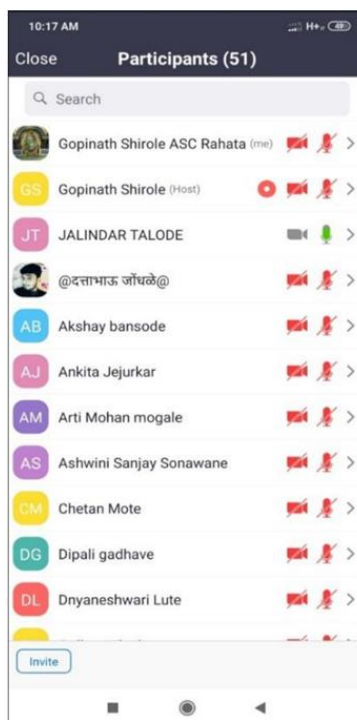 10:17 AM H+ 49
Close Participants (51)
Search
Gopinath Shirole ASC Rahata (me)
GS Gopinath Shirole (Host)
JT JALINDAR TALODE
@दत्ताभाऊ जोंधळे@
AB Akshay bansode
AJ Ankita Jejurkar
AM Arti Mohan mogale
AS Ashwini Sanjay Sonawane
CM Chetan Mote
DG Dipali gadhave
DL Dnyaneshwari Lute
Invite